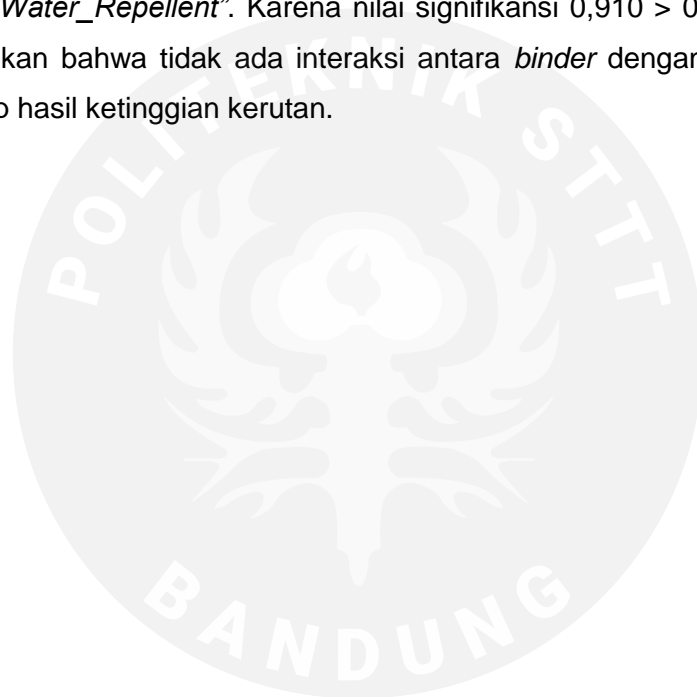 Water_Repellent”. Karena nilai signifikansi 0,910 > 0
kan bahwa tidak ada interaksi antara binder dengan
o hasil ketinggian kerutan.
POLITEKNIK STTT
BANDUNG